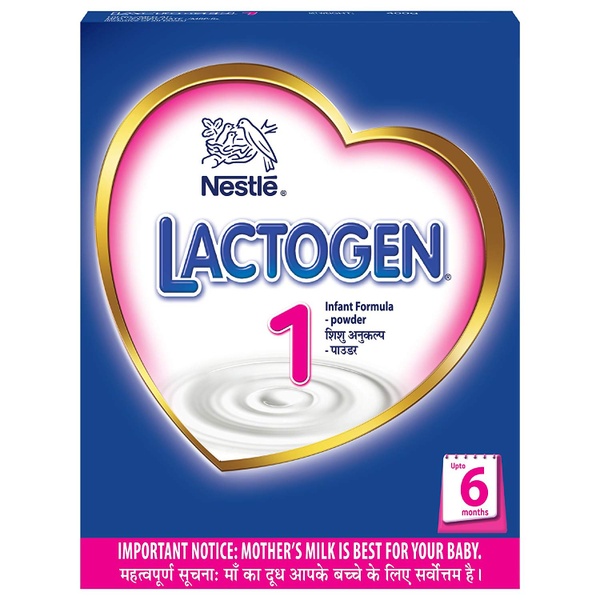 Nestlé®
LACTOGEN®
1
Infant Formula
- powder
शिशु अनुकल्प
- पाउडर
Upto
6
months
IMPORTANT NOTICE: MOTHER'S MILK IS BEST FOR YOUR BABY.
महत्वपूर्ण सूचना: माँ का दूध आपके बच्चे के लिए सर्वोत्तम है।